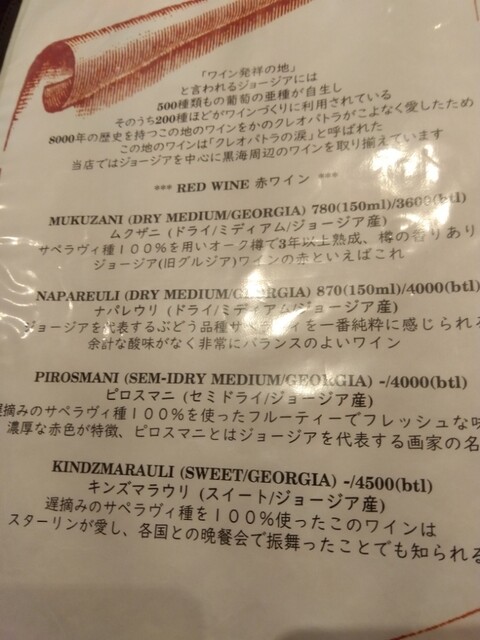 「ワイン発祥の地」
と言われるジョージアには
500種類もの葡萄の亜種が自生し
そのうち200種ほどがワインづくりに利用されている
8000年の歴史を持つこの地のワインをかのクレオパトラがこよなく愛したため
この地のワインは「クレオパトラの涙」と呼ばれた
当店ではジョージアを中心に黒海周辺のワインを取り揃えています
*** RED WINE 赤ワイン ***
MUKUZANI (DRY MEDIUM/GEORGIA) 780(150ml)/3600(btl)
ムクザニ (ドライ/ミディアム/ジョージア産)
サペラヴィ種１００％を用いオーク樽で3年以上熟成、樽の香りあり
ジョージア(旧グルジア)ワインの赤といえばこれ
NAPAREULI (DRY MEDIUM/GEORGIA) 870(150ml)/4000(btl)
ナパレウリ (ドライ/ミディアム/ジョージア産)
ジョージアを代表するぶどう品種サペラヴィを一番純粋に感じられる
余計な酸味がなく非常にバランスのよいワイン
PIROSMANI (SEM-IDRY MEDIUM/GEORGIA) -/4000(btl)
ピロスマニ (セミドライ/ジョージア産)
遅摘みのサペラヴィ種１００％を使ったフルーティーでフレッシュな味
濃厚な赤色が特徴、ピロスマニとはジョージアを代表する画家の名
KINDZMARAULI (SWEET/GEORGIA) -/4500(btl)
キンズマラウリ (スイート/ジョージア産)
遅摘みのサペラヴィ種を１００％使ったこのワインは
スターリンが愛し、各国との晩餐会で振舞ったことでも知られる